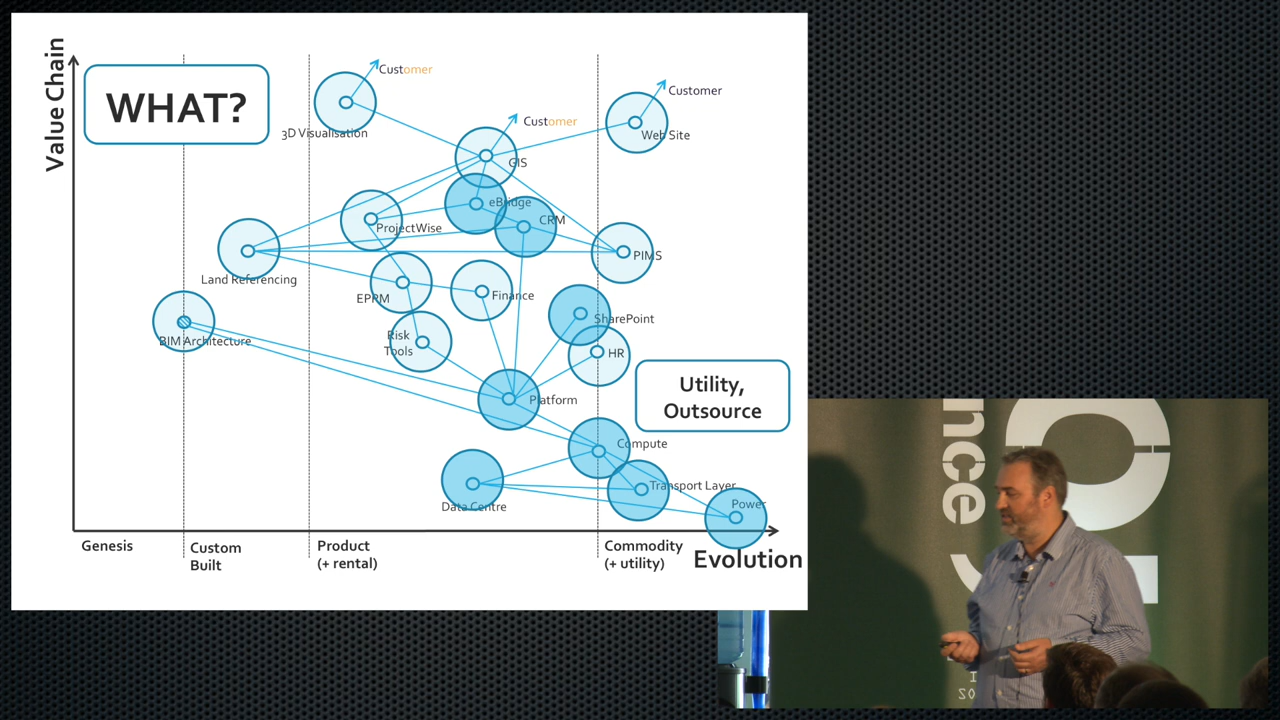 Value Chain
WHAT?
Customer
3D Visualisation
Customer
GIS
Customer
Web Site
eBridge
CRM
ProjectWise
PIMS
Land Referencing
EPPM
Finance
SharePoint
BIM Architecture
Risk
Tools
HR
Utility,
Outsource
Platform
Compute
Transport Layer
Data Centre
Power
Genesis
Custom
Built
Product
(+ rental)
Commodity
(+ utility)
Evolution
nce